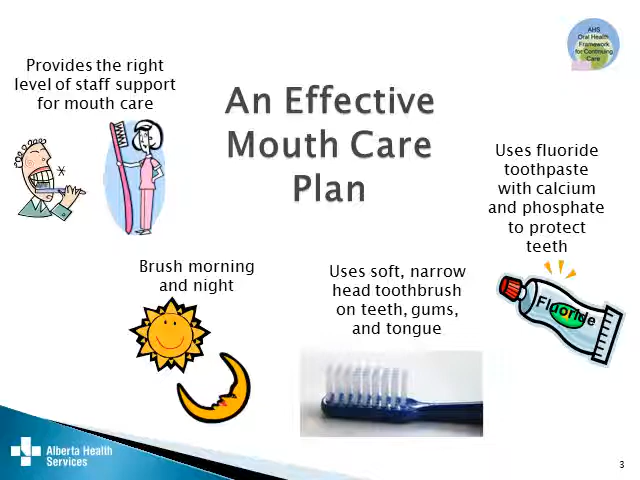 AHS
Oral Health
Framework
for Continuing
Care
Provides the right
level of staff support
for mouth care
An Effective
Mouth Care
Plan
Uses fluoride
toothpaste
with calcium
and phosphate
to protect
teeth
Brush morning
and night
Uses soft, narrow
head toothbrush
on teeth, gums,
and tongue
Fluoride
Alberta Health
Services
3